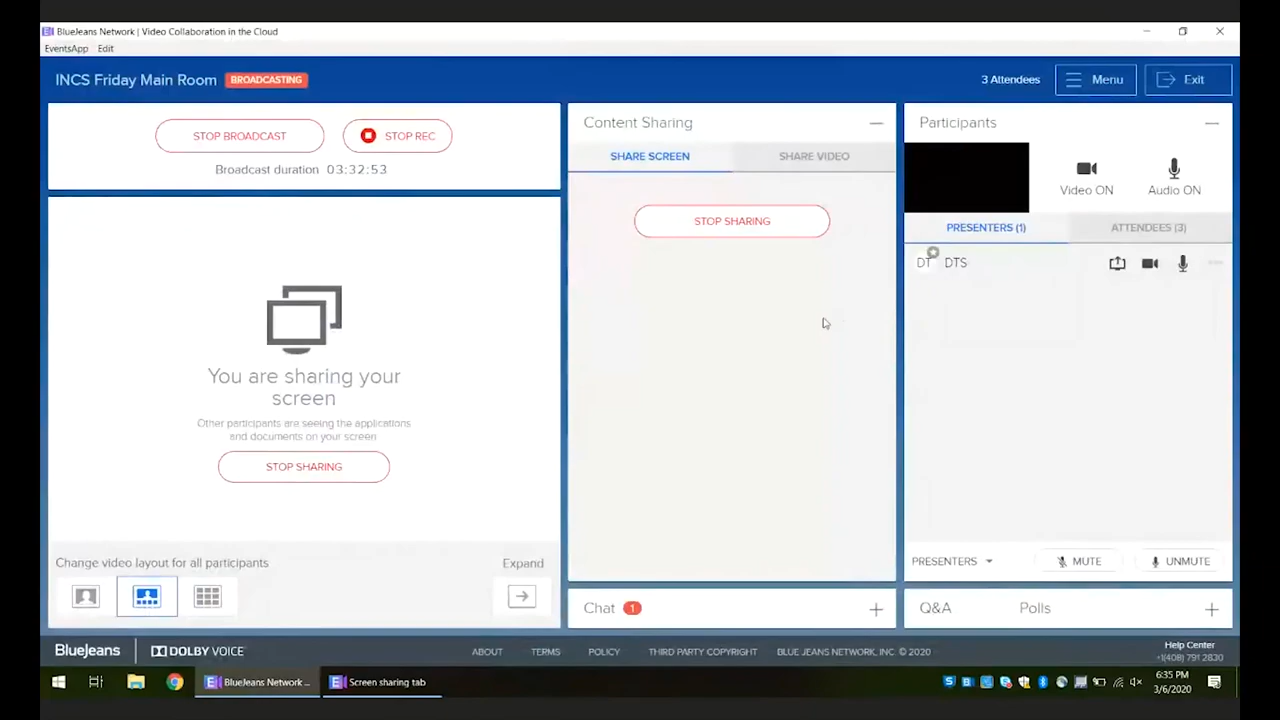 BlueJeans Network | Video Collaboration in the Cloud
EventsApp Edit
INCS Friday Main Room BROADCASTING
3 Attendees Menu Exit
STOP BROADCAST STOP REC
Broadcast duration 03:32:53
You are sharing your
screen
Other participants are seeing the applications
and documents on your screen
STOP SHARING
Change video layout for all participants
Expand
Content Sharing
SHARE SCREEN SHARE VIDEO
STOP SHARING
Chat 1
Participants
Video ON Audio ON
PRESENTERS (1) ATTENDEES (3)
DT DTS
PRESENTERS MUTE UNMUTE
Q&A Polls
BlueJeans DOLBY VOICE
ABOUT TERMS POLICY THIRD PARTY COPYRIGHT BLUE JEANS NETWORK, INC. © 2020
Help Center
+1(408) 791 2830
BlueJeans Network ... Screen sharing tab
6:35 PM
3/6/2020